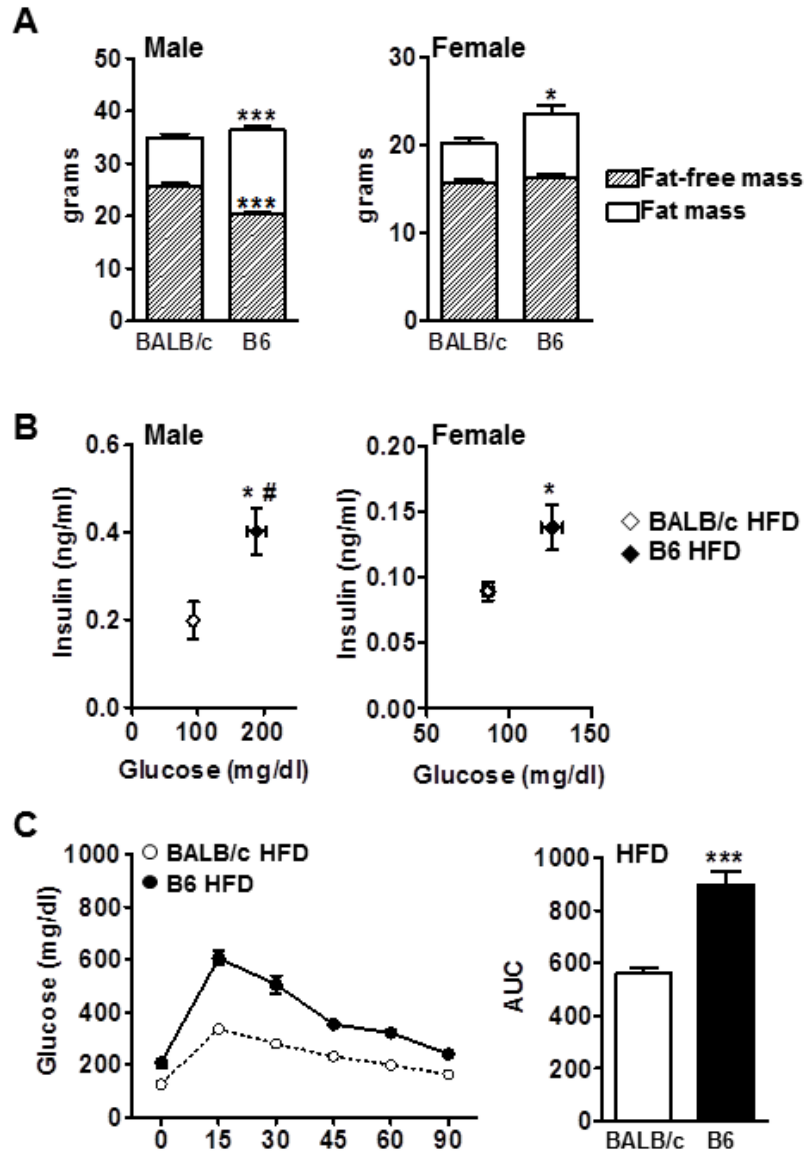 A
Male
Female
50
40
30
20
10
0
grams
***
***
BALB/c
B6
30
20
10
0
grams
*
BALB/c
B6
Fat-free mass
Fat mass
B
Male
Female
0.6
0.4
0.2
0.0
Insulin (ng/ml)
* #
0
100
200
Glucose (mg/dl)
0.20
0.15
0.10
0.05
0.00
Insulin (ng/ml)
*
50
100
150
Glucose (mg/dl)
BALB/c HFD
B6 HFD
C
BALB/c HFD
B6 HFD
1000
800
600
400
200
0
Glucose (mg/dl)
0
15
30
45
60
90
HFD
1000
800
600
400
200
0
AUC
***
BALB/c
B6